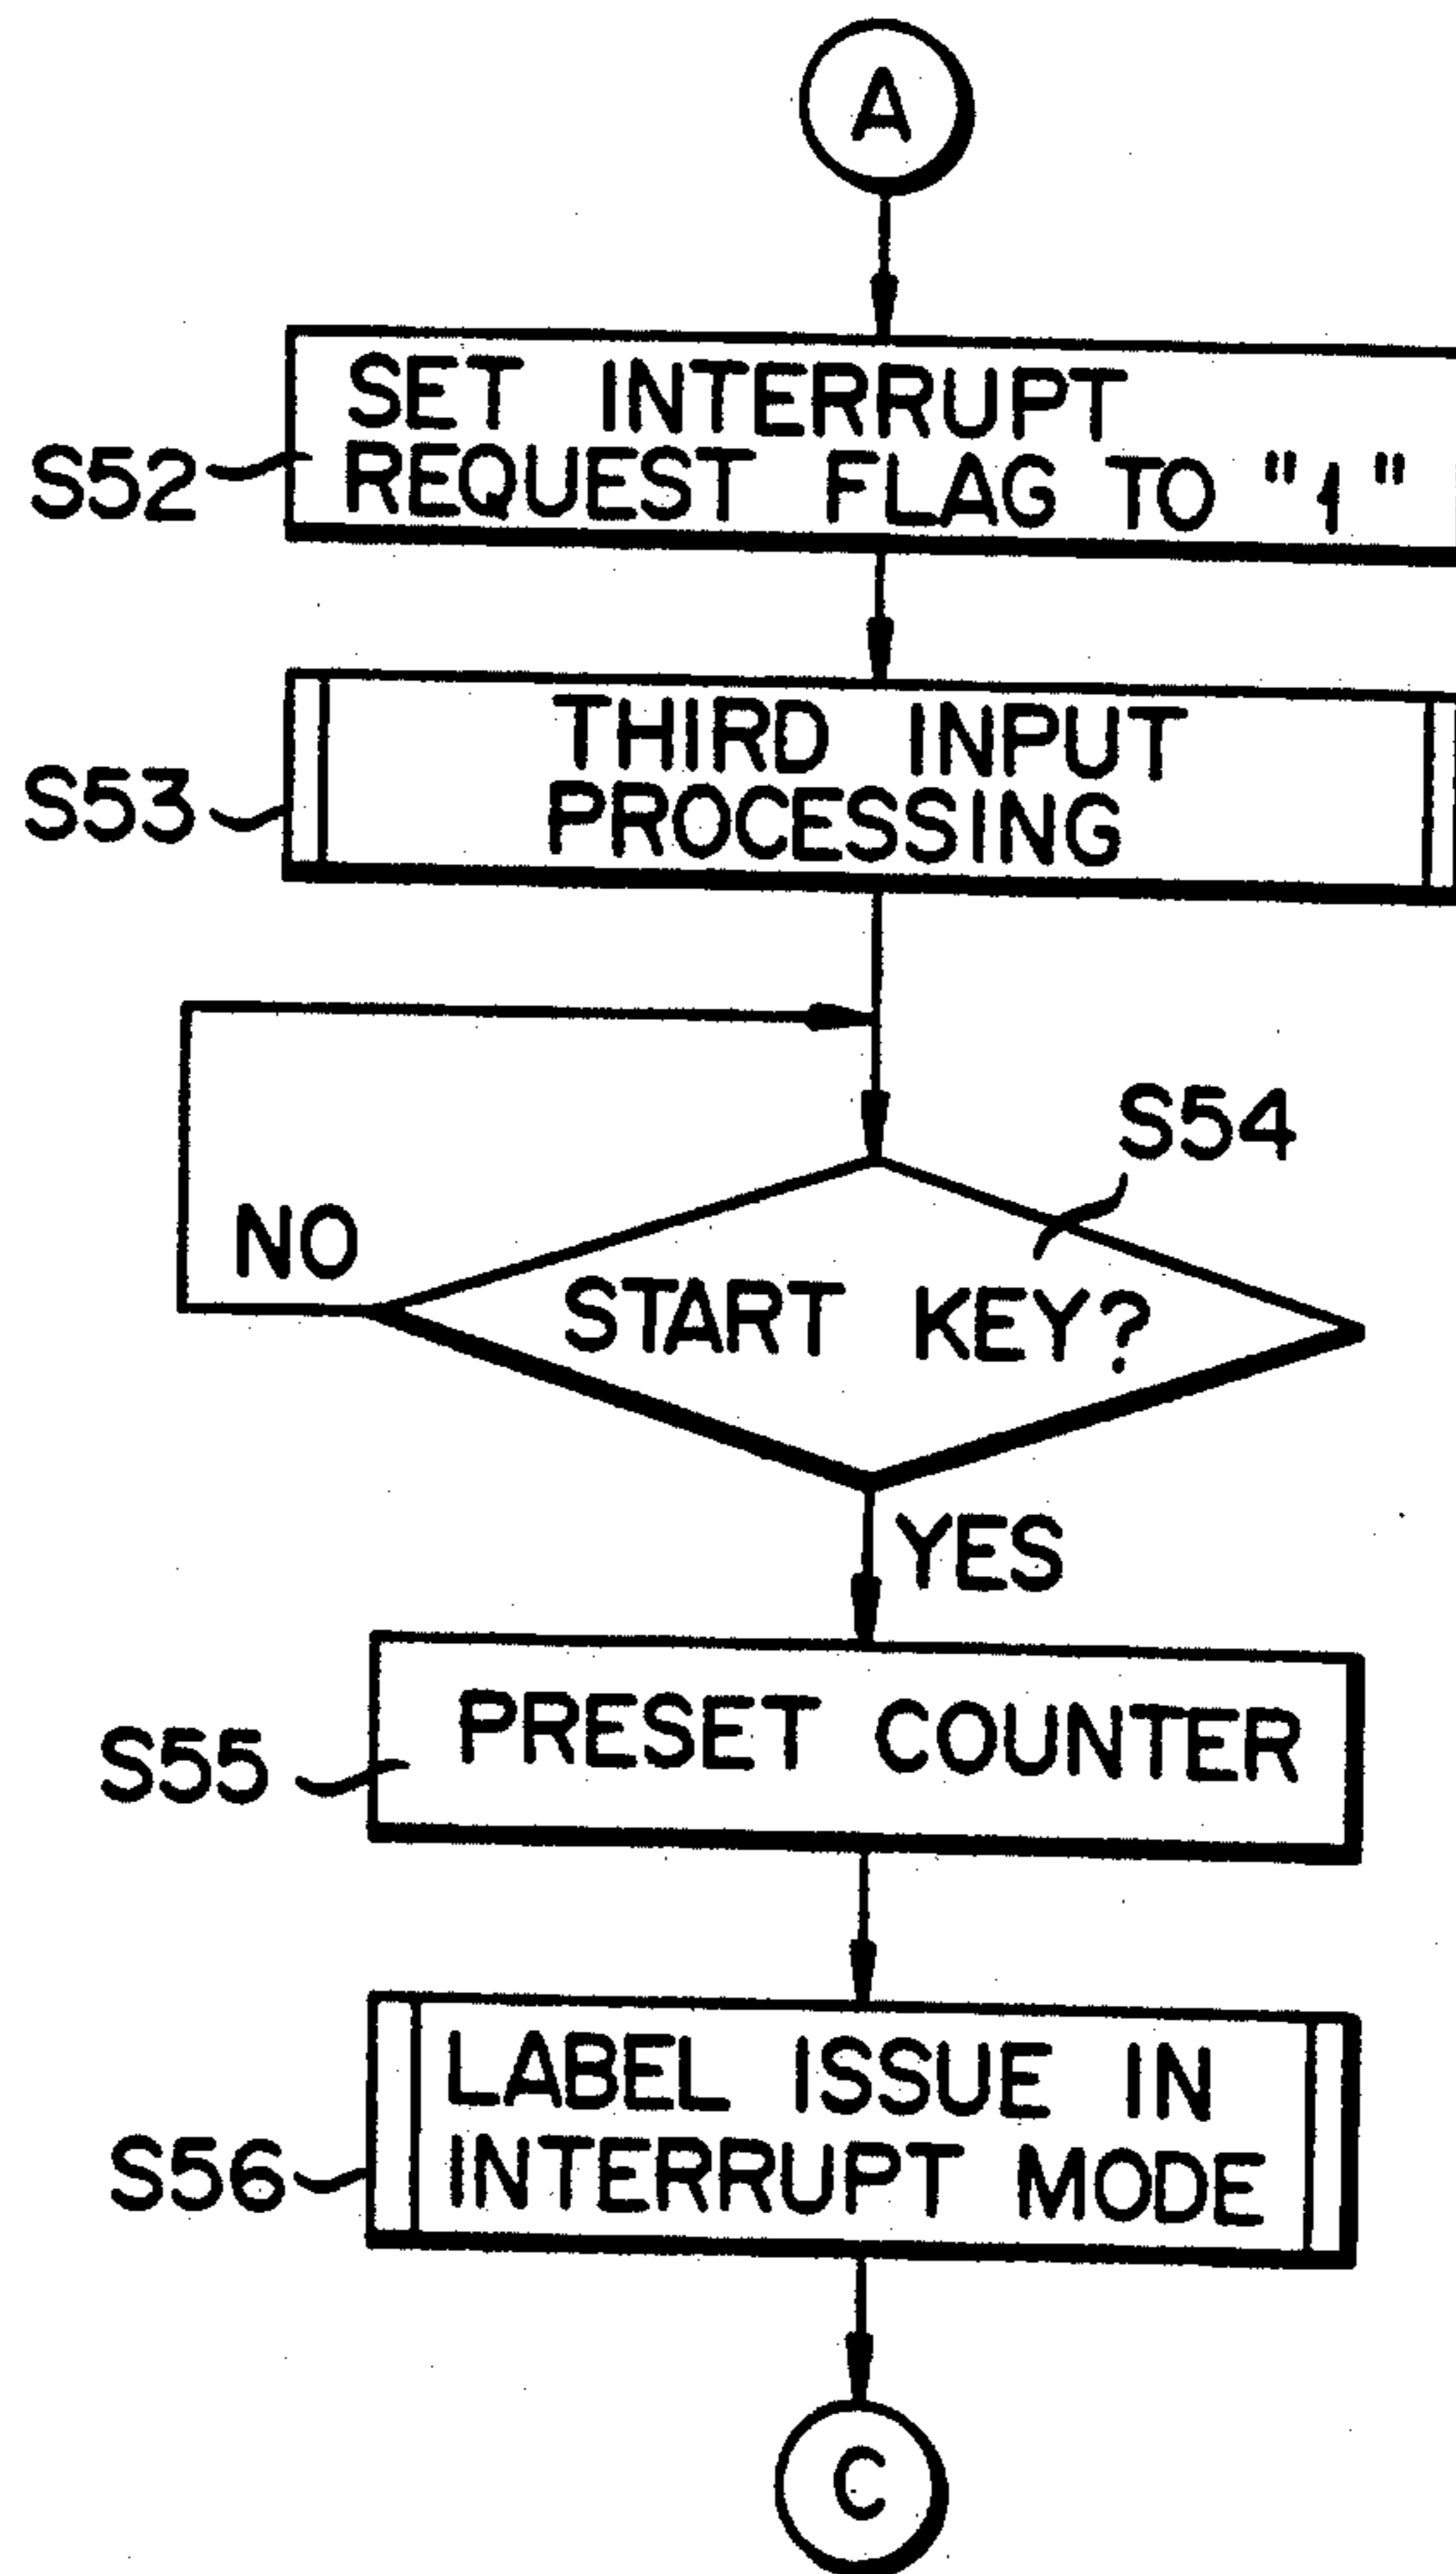 A
SET INTERRUPT
REQUEST FLAG TO "1"
S52
THIRD INPUT
PROCESSING
S53
S54
NO
START KEY?
YES
PRESET COUNTER
S55
LABEL ISSUE IN
INTERRUPT MODE
S56
C